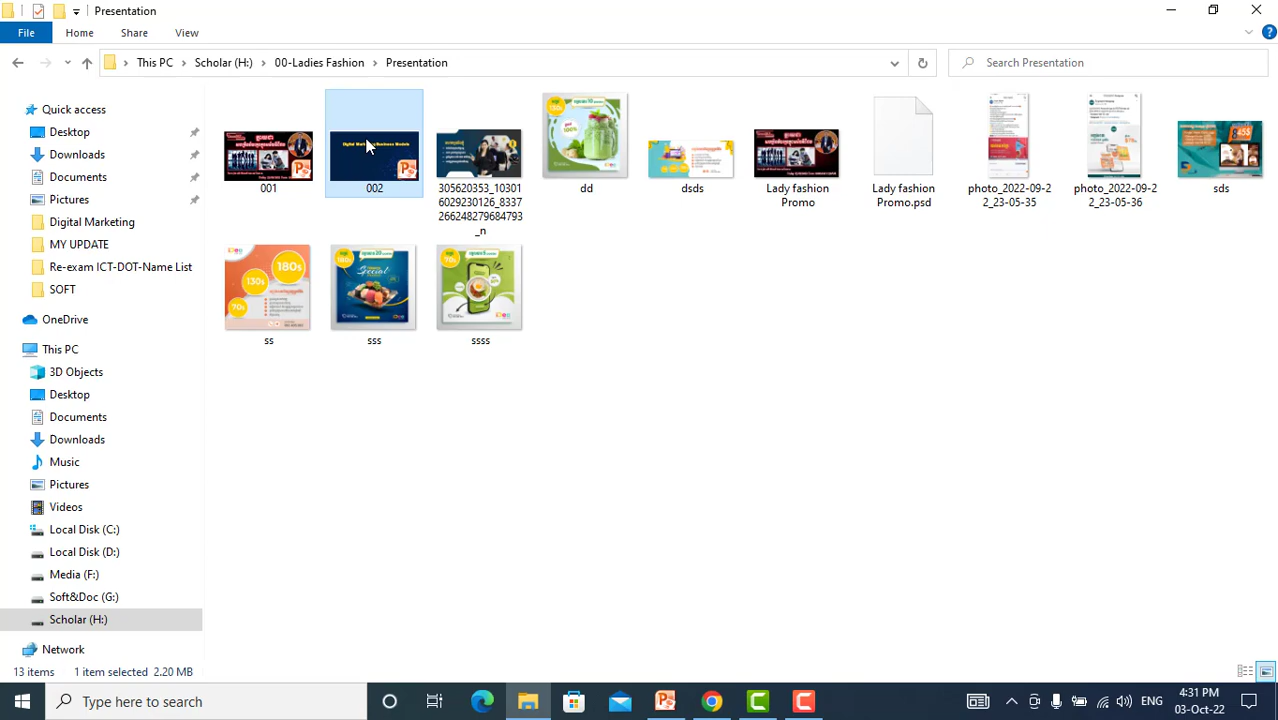 Presentation
File
Home
Share
View
This PC
Scholar (H:)
00-Ladies Fashion
Presentation
Search Presentation
Quick access
Desktop
Downloads
Documents
Pictures
Digital Marketing
MY UPDATE
Re-exam ICT-DOT-Name List
SOFT
OneDrive
This PC
3D Objects
Desktop
Documents
Downloads
Music
Pictures
Videos
Local Disk (C:)
Local Disk (D:)
Media (F:)
Soft&Doc (G:)
Scholar (H:)
Network
001
002
305620353_10301
6029230126_8337
266248279684793
_n
dd
dsds
Lady fashion
Promo
Lady fashion
Promo.psd
photo_2022-09-2
2_23-05-35
photo_2022-09-2
2_23-05-36
sds
180$
130$
70$
Special
ss
sss
ssss
13 items
1 item selected 2.20 MB
Type here to search
ENG
4:31 PM
03-Oct-22